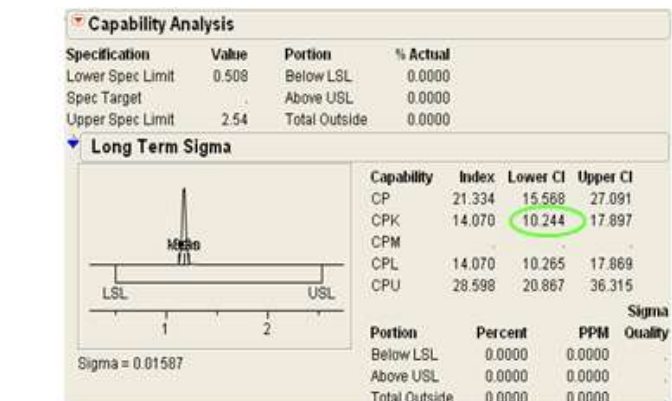 Capability Analysis
Specification Value Portion % Actual
Lower Spec Limit 0.508 Below LSL 0.0000
Spec Target . Above USL 0.0000
Upper Spec Limit 2.54 Total Outside 0.0000
Long Term Sigma
LSL USL
1 2
Sigma = 0.01587
Capability Index Lower CI Upper CI
CP 21.334 15.568 27.091
CPK 14.070 10.244 17.897
CPM . . .
CPL 14.070 10.265 17.869
CPU 28.598 20.867 36.315
Sigma
Portion Percent PPM Quality
Below LSL 0.0000 0.0000 .
Above USL 0.0000 0.0000 .
Total Outside 0.0000 0.0000